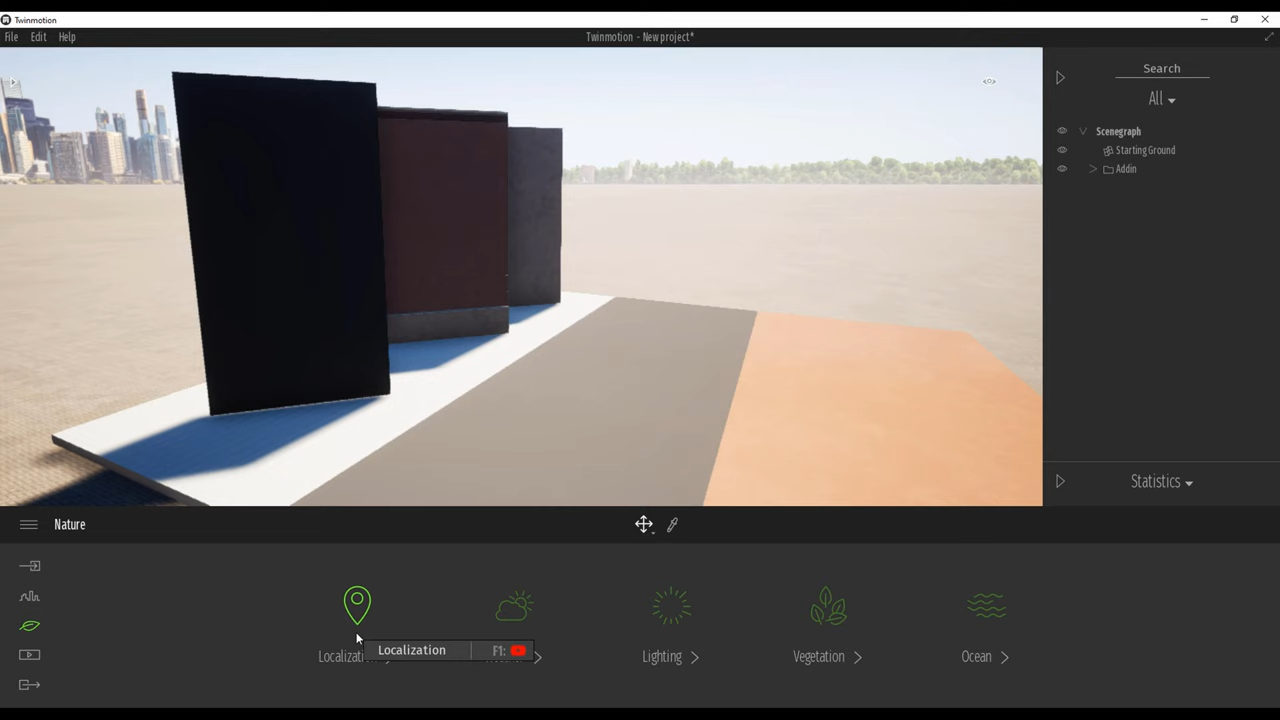 Twinmotion
File Edit Help
Twinmotion - New project*
Search
All
Scenegraph
Starting Ground
Addin
Statistics
Nature
Localization F1:
Localizati
Lighting
Vegetation
Ocean